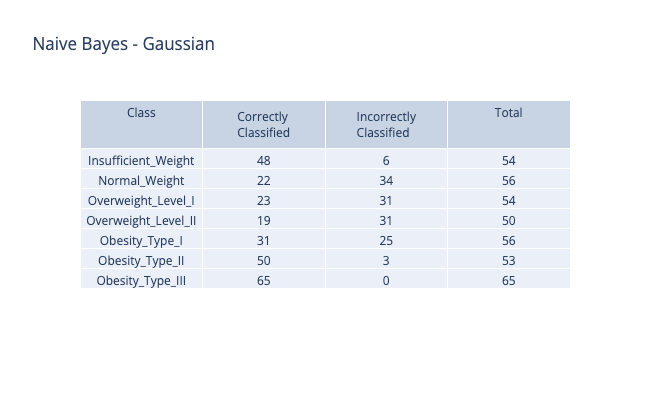 Naive Bayes - Gaussian
Class Correctly Classified Incorrectly Classified Total
Insufficient_Weight 48 6 54
Normal_Weight 22 34 56
Overweight_Level_I 23 31 54
Overweight_Level_II 19 31 50
Obesity_Type_I 31 25 56
Obesity_Type_II 50 3 53
Obesity_Type_III 65 0 65